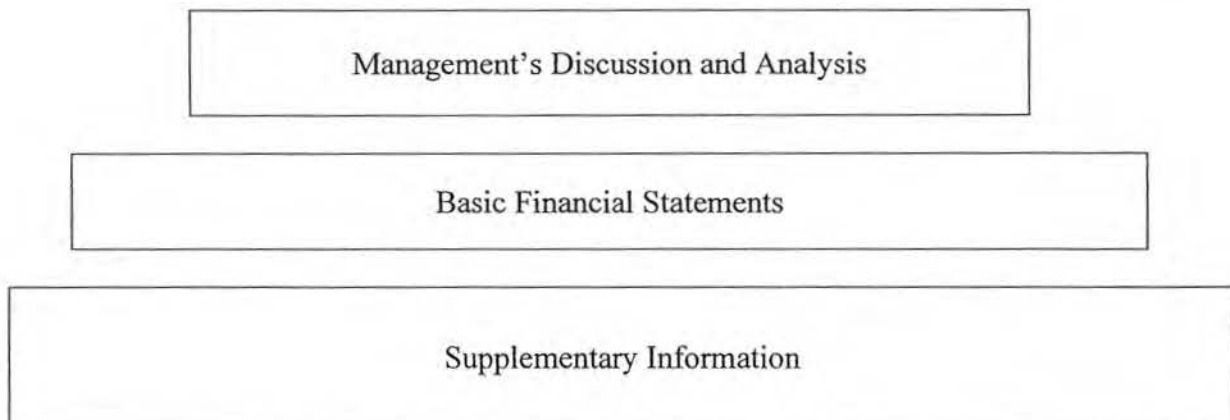 Management's Discussion and Analysis
Basic Financial Statements
Supplementary Information